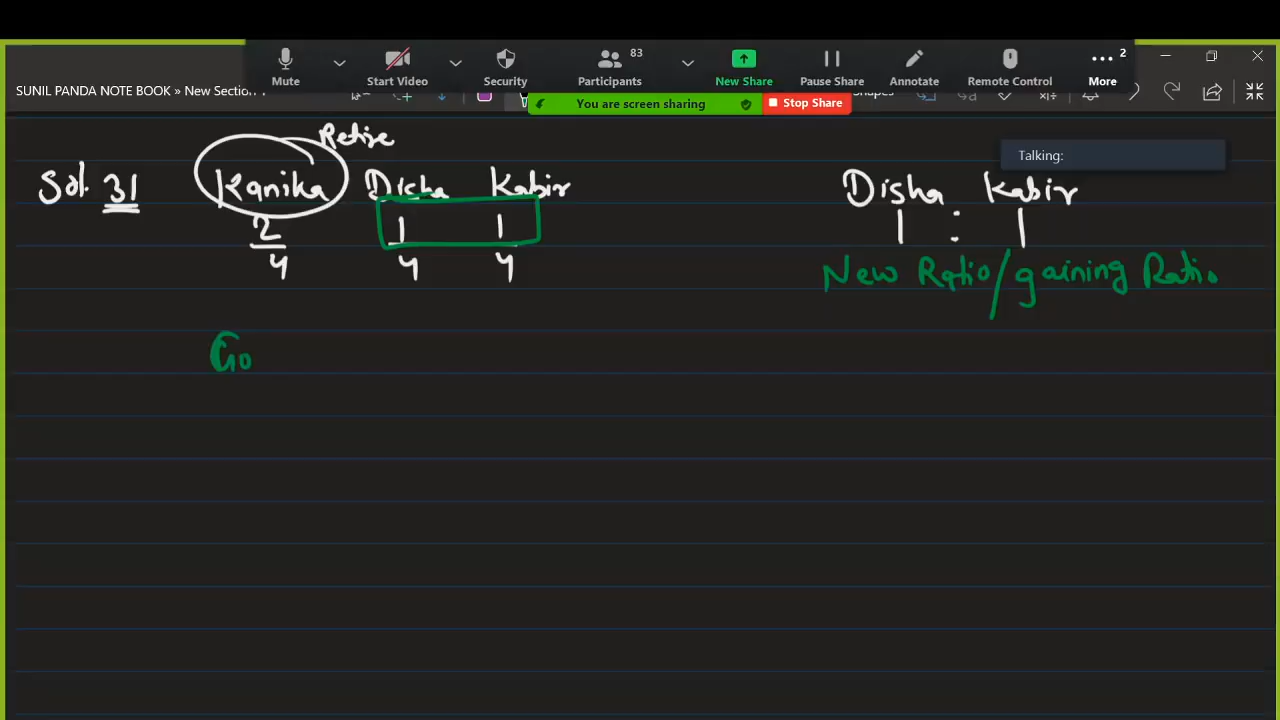 83
2
Mute
Start Video
Security
Participants
New Share
Pause Share
Annotate
Remote Control
More
SUNIL PANDA NOTE BOOK » New Section
You are screen sharing
Stop Share
Talking:
Retire
Sol. 31 Kanika Disha Kabir
2/4 1/4 1/4
Disha Kabir
1 : 1
New Ratio/gaining Ratio
Go